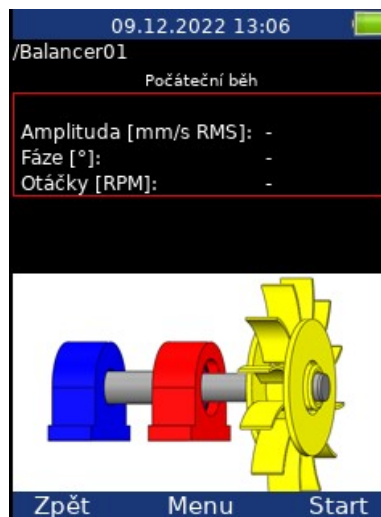 09.12.2022 13:06
/Balancer01
Počáteční běh
Amplituda [mm/s RMS]: -
Fáze [°]: -
Otáčky [RPM]: -
Zpět Menu Start